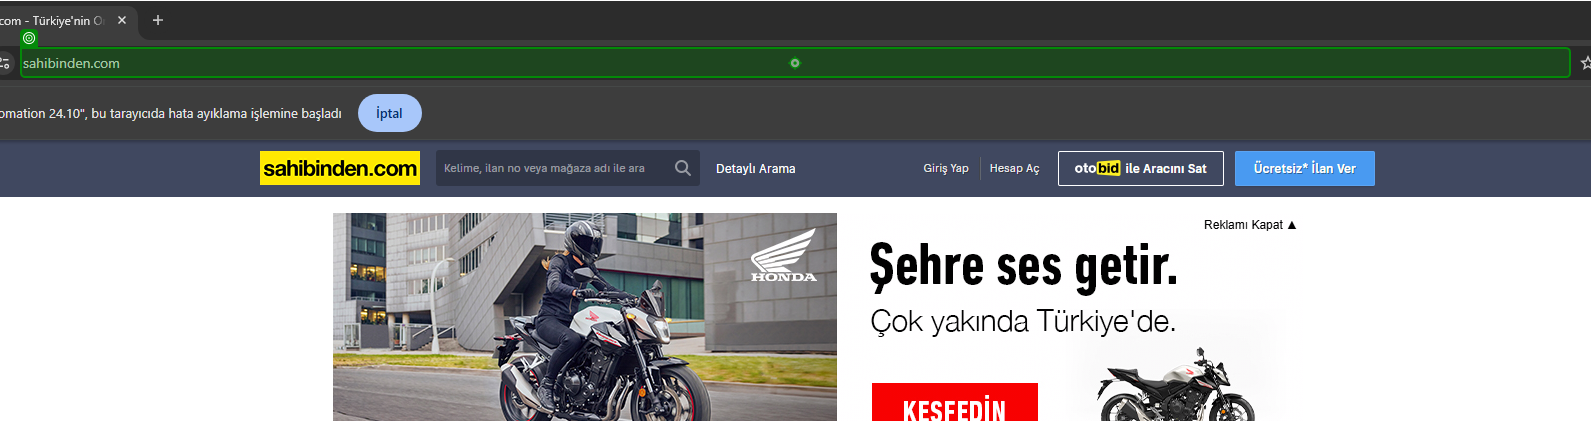 com - Türkiye'nin O
sahibinden.com
omation 24.10", bu tarayıcıda hata ayıklama işlemine başladı İptal
sahibinden.com Kelime, ilan no veya mağaza adı ile ara Detaylı Arama Giriş Yap Hesap Aç otobid ile Aracını Sat Ücretsiz* İlan Ver
Reklamı Kapat ▲
HONDA
Şehre ses getir.
Çok yakında Türkiye'de.
KEŞFEDİN